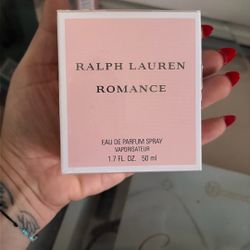 RALPH LAUREN
ROMANCE
EAU DE PARFUM SPRAY
VAPORISATEUR
1.7 FL. OZ. 50 ml